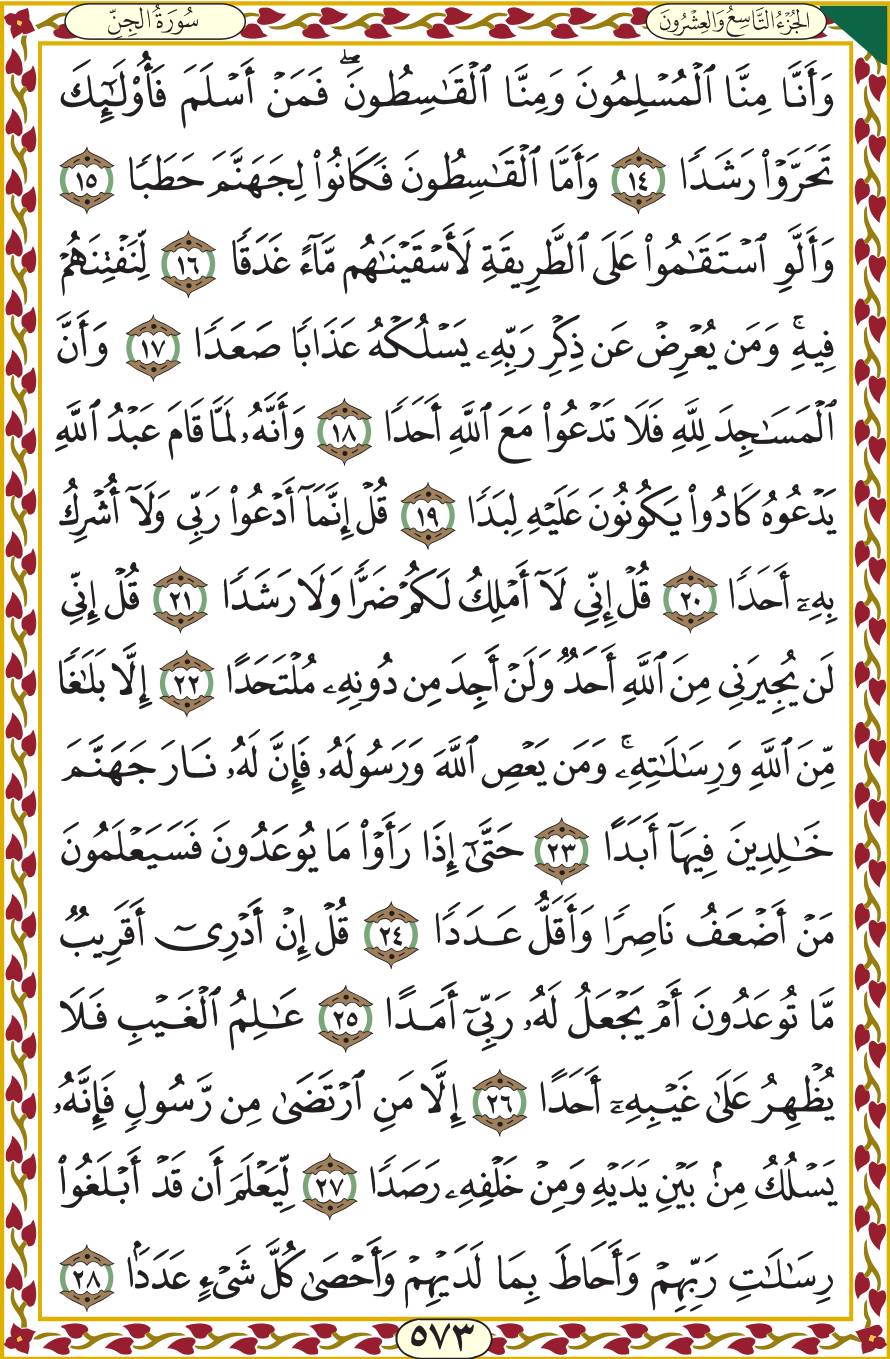 الجُزْءُ التَّاسِعُ وَالعِشْرُونَ
سُورَةُ الجِنِّ
وَأَنَّا مِنَّا ٱلْمُسْلِمُونَ وَمِنَّا ٱلْقَـٰسِطُونَ ۖ فَمَنْ أَسْلَمَ فَأُو۟لَـٰٓئِكَ
تَحَرَّوْا۟ رَشَدًا ١٤ وَأَمَّا ٱلْقَـٰسِطُونَ فَكَانُوا۟ لِجَهَنَّمَ حَطَبًا ١٥
وَأَلَّوِ ٱسْتَقَـٰمُوا۟ عَلَى ٱلطَّرِيقَةِ لَأَسْقَيْنَـٰهُم مَّآءً غَدَقًا ١٦ لِّنَفْتِنَهُمْ
فِيهِ ۚ وَمَن يُعْرِضْ عَن ذِكْرِ رَبِّهِۦ يَسْلُكْهُ عَذَابًا صَعَدًا ١٧ وَأَنَّ
ٱلْمَسَـٰجِدَ لِلَّهِ فَلَا تَدْعُوا۟ مَعَ ٱللَّهِ أَحَدًا ١٨ وَأَنَّهُۥ لَمَّا قَامَ عَبْدُ ٱللَّهِ
يَدْعُوهُ كَادُوا۟ يَكُونُونَ عَلَيْهِ لِبَدًا ١٩ قُلْ إِنَّمَآ أَدْعُوا۟ رَبِّى وَلَآ أُشْرِكُ
بِهِۦٓ أَحَدًا ٢٠ قُلْ إِنِّى لَآ أَمْلِكُ لَكُمْ ضَرًّا وَلَا رَشَدًا ٢١ قُلْ إِنِّى
لَن يُجِيرَنِى مِنَ ٱللَّهِ أَحَدٌ وَلَنْ أَجِدَ مِن دُونِهِۦ مُلْتَحَدًا ٢٢ إِلَّا بَلَـٰغًا
مِّنَ ٱللَّهِ وَرِسَـٰلَـٰتِهِۦ ۚ وَمَن يَعْصِ ٱللَّهَ وَرَسُولَهُۥ فَإِنَّ لَهُۥ نَارَ جَهَنَّمَ
خَـٰلِدِينَ فِيهَآ أَبَدًا ٢٣ حَتَّىٰٓ إِذَا رَأَوْا۟ مَا يُوعَدُونَ فَسَيَعْلَمُونَ
مَنْ أَضْعَفُ نَاصِرًا وَأَقَلُّ عَدَدًا ٢٤ قُلْ إِنْ أَدْرِىٓ أَقَرِيبٌ
مَّا تُوعَدُونَ أَمْ يَجْعَلُ لَهُۥ رَبِّىٓ أَمَدًا ٢٥ عَـٰلِمُ ٱلْغَيْبِ فَلَا
يُظْهِرُ عَلَىٰ غَيْبِهِۦٓ أَحَدًا ٢٦ إِلَّا مَنِ ٱرْتَضَىٰ مِن رَّسُولٍ فَإِنَّهُۥ
يَسْلُكُ مِنۢ بَيْنِ يَدَيْهِ وَمِنْ خَلْفِهِۦ رَصَدًا ٢٧ لِّيَعْلَمَ أَن قَدْ أَبْلَغُوا۟
رِسَـٰلَـٰتِ رَبِّهِمْ وَأَحَاطَ بِمَا لَدَيْهِمْ وَأَحْصَىٰ كُلَّ شَىْءٍ عَدَدًۢا ٢٨
٥٧٣